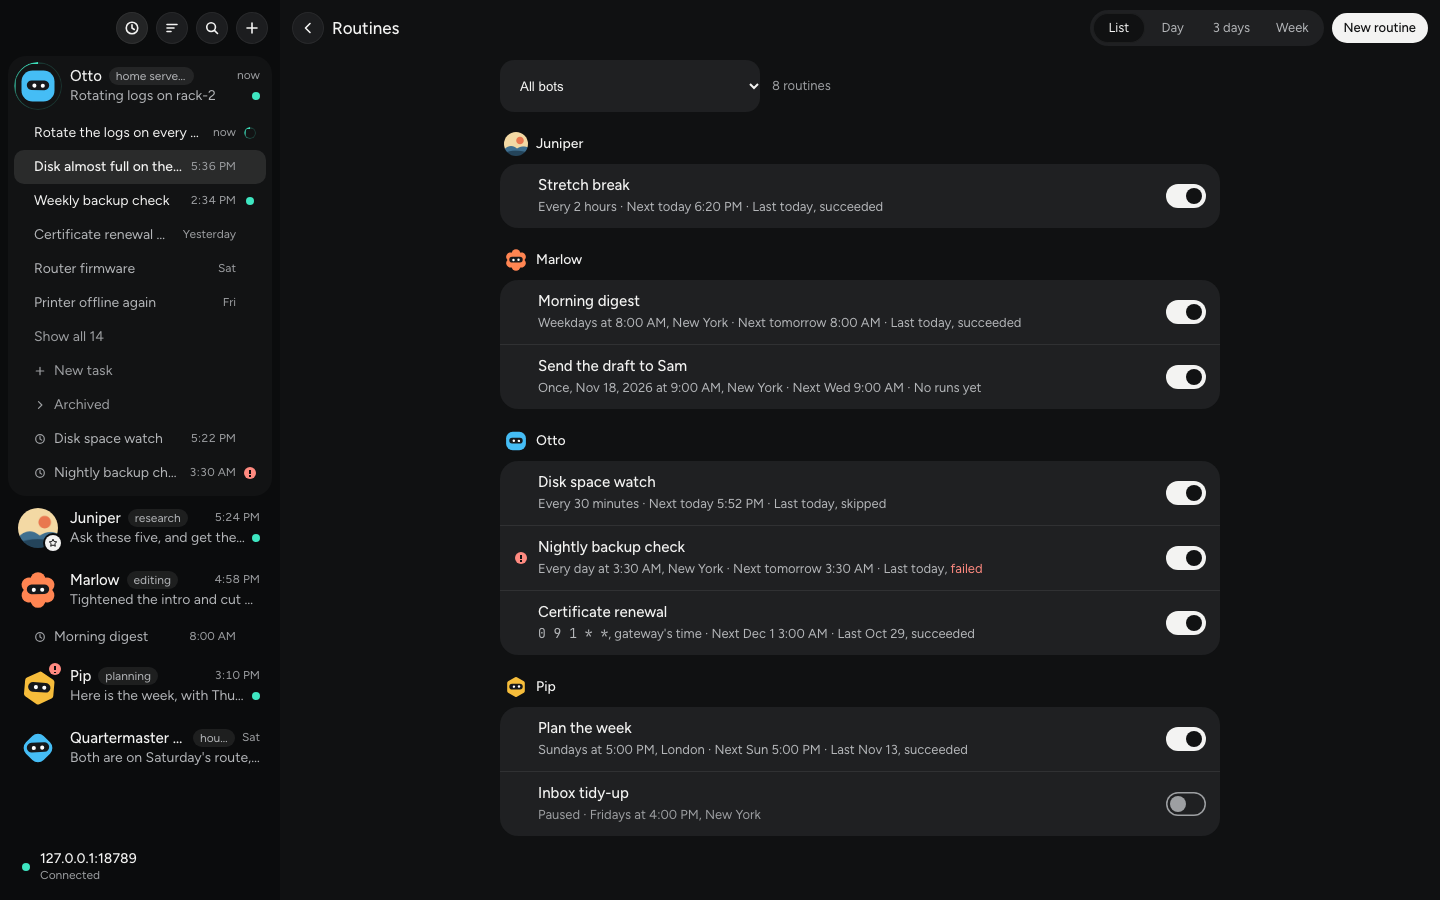 Routines
List
Day
3 days
Week
New routine
Otto
home serve...
now
Rotating logs on rack-2
Rotate the logs on every ...
now
Disk almost full on the...
5:36 PM
Weekly backup check
2:34 PM
Certificate renewal ...
Yesterday
Router firmware
Sat
Printer offline again
Fri
Show all 14
New task
Archived
Disk space watch
5:22 PM
Nightly backup ch...
3:30 AM
Juniper
research
5:24 PM
Ask these five, and get the...
Marlow
editing
4:58 PM
Tightened the intro and cut ...
Morning digest
8:00 AM
Pip
planning
3:10 PM
Here is the week, with Thu...
Quartermaster ...
hou...
Sat
Both are on Saturday's route,...
127.0.0.1:18789
Connected
All bots
8 routines
Juniper
Stretch break
Every 2 hours · Next today 6:20 PM · Last today, succeeded
Marlow
Morning digest
Weekdays at 8:00 AM, New York · Next tomorrow 8:00 AM · Last today, succeeded
Send the draft to Sam
Once, Nov 18, 2026 at 9:00 AM, New York · Next Wed 9:00 AM · No runs yet
Otto
Disk space watch
Every 30 minutes · Next today 5:52 PM · Last today, skipped
Nightly backup check
Every day at 3:30 AM, New York · Next tomorrow 3:30 AM · Last today, failed
Certificate renewal
0 9 1 * *, gateway's time · Next Dec 1 3:00 AM · Last Oct 29, succeeded
Pip
Plan the week
Sundays at 5:00 PM, London · Next Sun 5:00 PM · Last Nov 13, succeeded
Inbox tidy-up
Paused · Fridays at 4:00 PM, New York